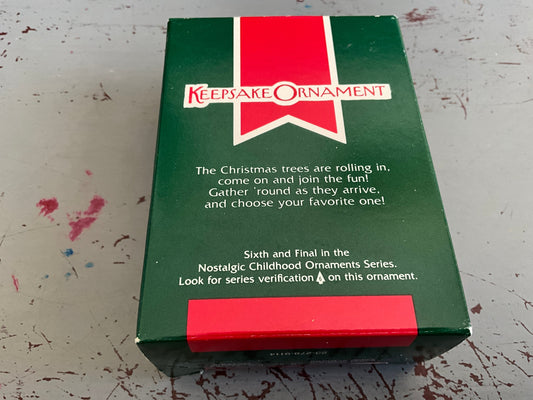 KEEPSAKE ORNAMENT
The Christmas trees are rolling in,
come on and join the fun!
Gather 'round as they arrive,
and choose your favorite one!
Sixth and Final in the
Nostalgic Childhood Ornaments Series.
Look for series verification on this ornament.